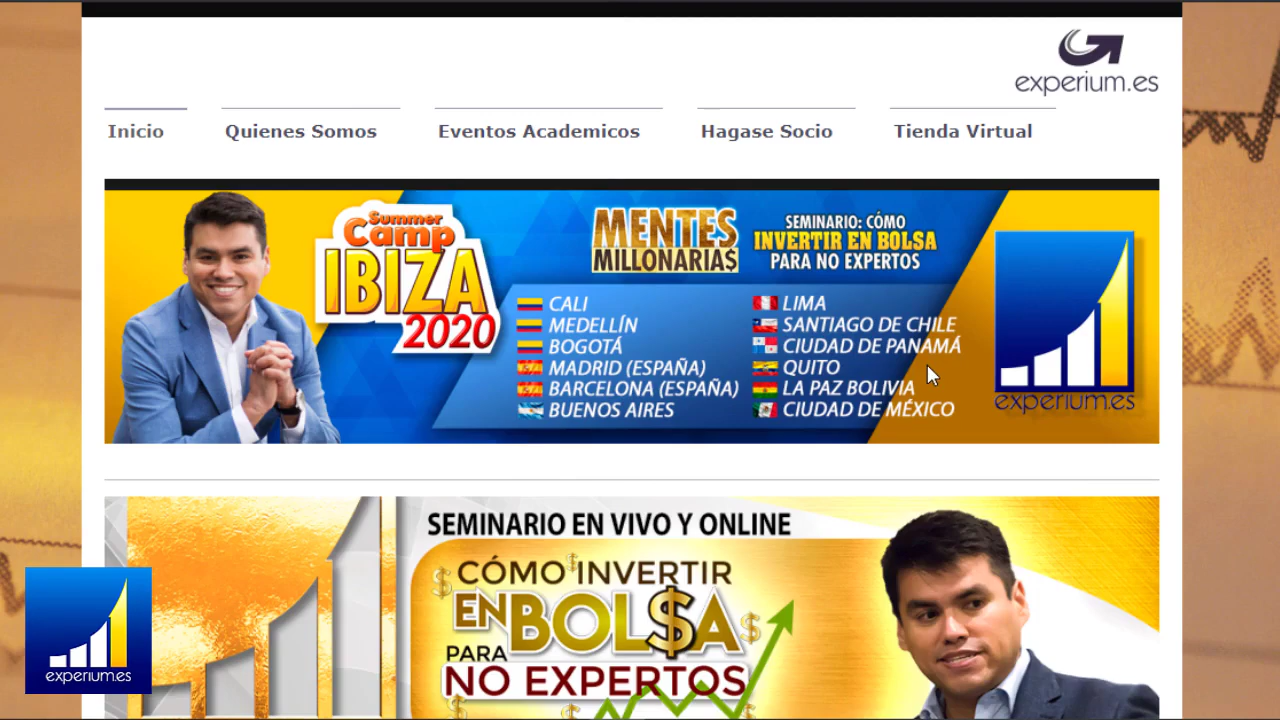 experium.es
Inicio
Quienes Somos
Eventos Academicos
Hagase Socio
Tienda Virtual
Summer
Camp
IBIZA
2020
MENTES
MILLONARIA$
SEMINARIO: CÓMO
INVERTIR EN BOLSA
PARA NO EXPERTOS
CALI
MEDELLÍN
BOGOTÁ
MADRID (ESPAÑA)
BARCELONA (ESPAÑA)
BUENOS AIRES
LIMA
SANTIAGO DE CHILE
CIUDAD DE PANAMÁ
QUITO
LA PAZ BOLIVIA
CIUDAD DE MÉXICO
experium.es
SEMINARIO EN VIVO Y ONLINE
CÓMO INVERTIR
EN BOL$A
PARA
NO EXPERTOS
experium.es